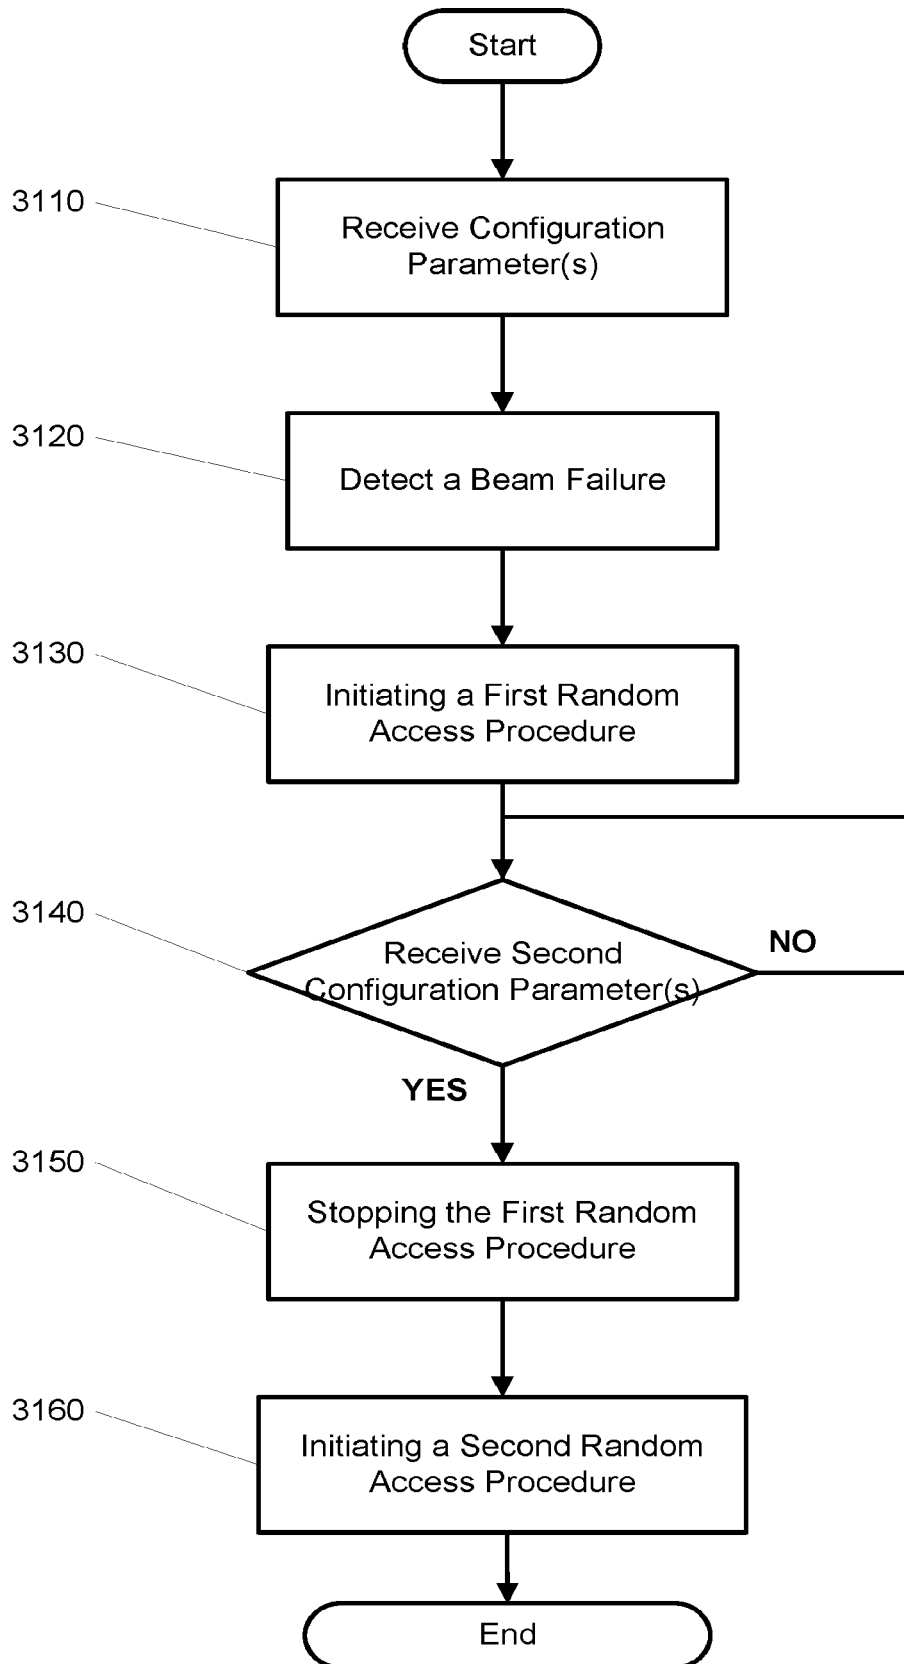 Start
3110
Receive Configuration
Parameter(s)
3120
Detect a Beam Failure
3130
Initiating a First Random
Access Procedure
3140
Receive Second
Configuration Parameter(s)
NO
YES
3150
Stopping the First Random
Access Procedure
3160
Initiating a Second Random
Access Procedure
End